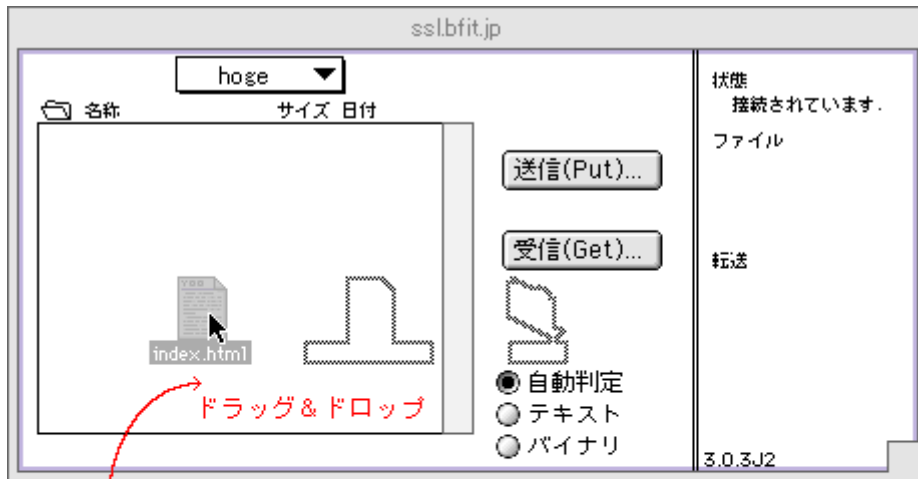 ssl.bfit.jp
hoge
名称 サイズ 日付
送信(Put)...
受信(Get)...
index.html
ドラッグ&ドロップ
自動判定
テキスト
バイナリ
状態
接続されています.
ファイル
転送
3.0.3J2